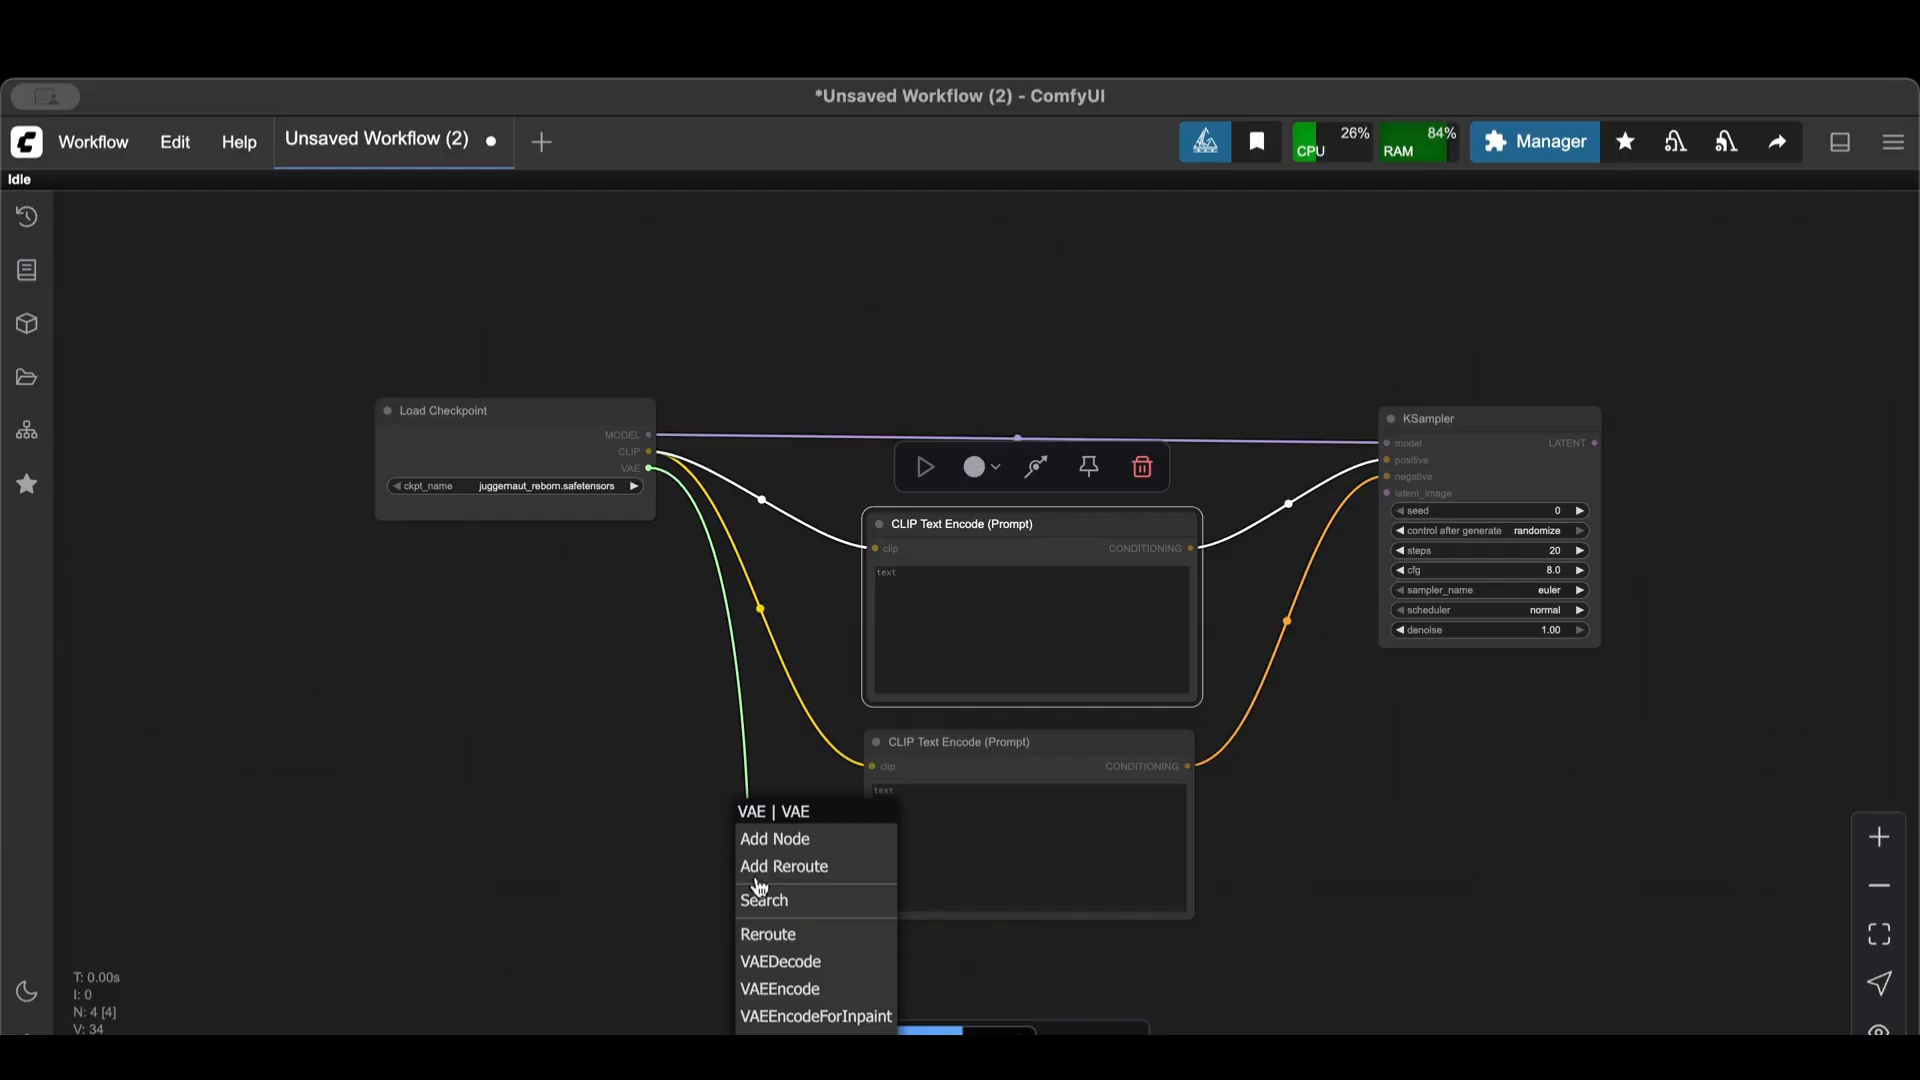 *Unsaved Workflow (2) - ComfyUI
Workflow Edit Help Unsaved Workflow (2)
CPU 26% RAM 84% Manager
Idle
Load Checkpoint
MODEL
CLIP
VAE
ckpt_name juggernaut_reborn.safetensors
CLIP Text Encode (Prompt)
clip CONDITIONING
text
KSampler
model LATENT
positive
negative
latent_image
seed 0
control after generate randomize
steps 20
cfg 8.0
sampler_name euler
scheduler normal
denoise 1.00
CLIP Text Encode (Prompt)
clip CONDITIONING
text
VAE | VAE
Add Node
Add Reroute
Search
Reroute
VAEDecode
VAEEncode
VAEEncodeForInpaint
T: 0.00s
I: 0
N: 4 [4]
V: 34